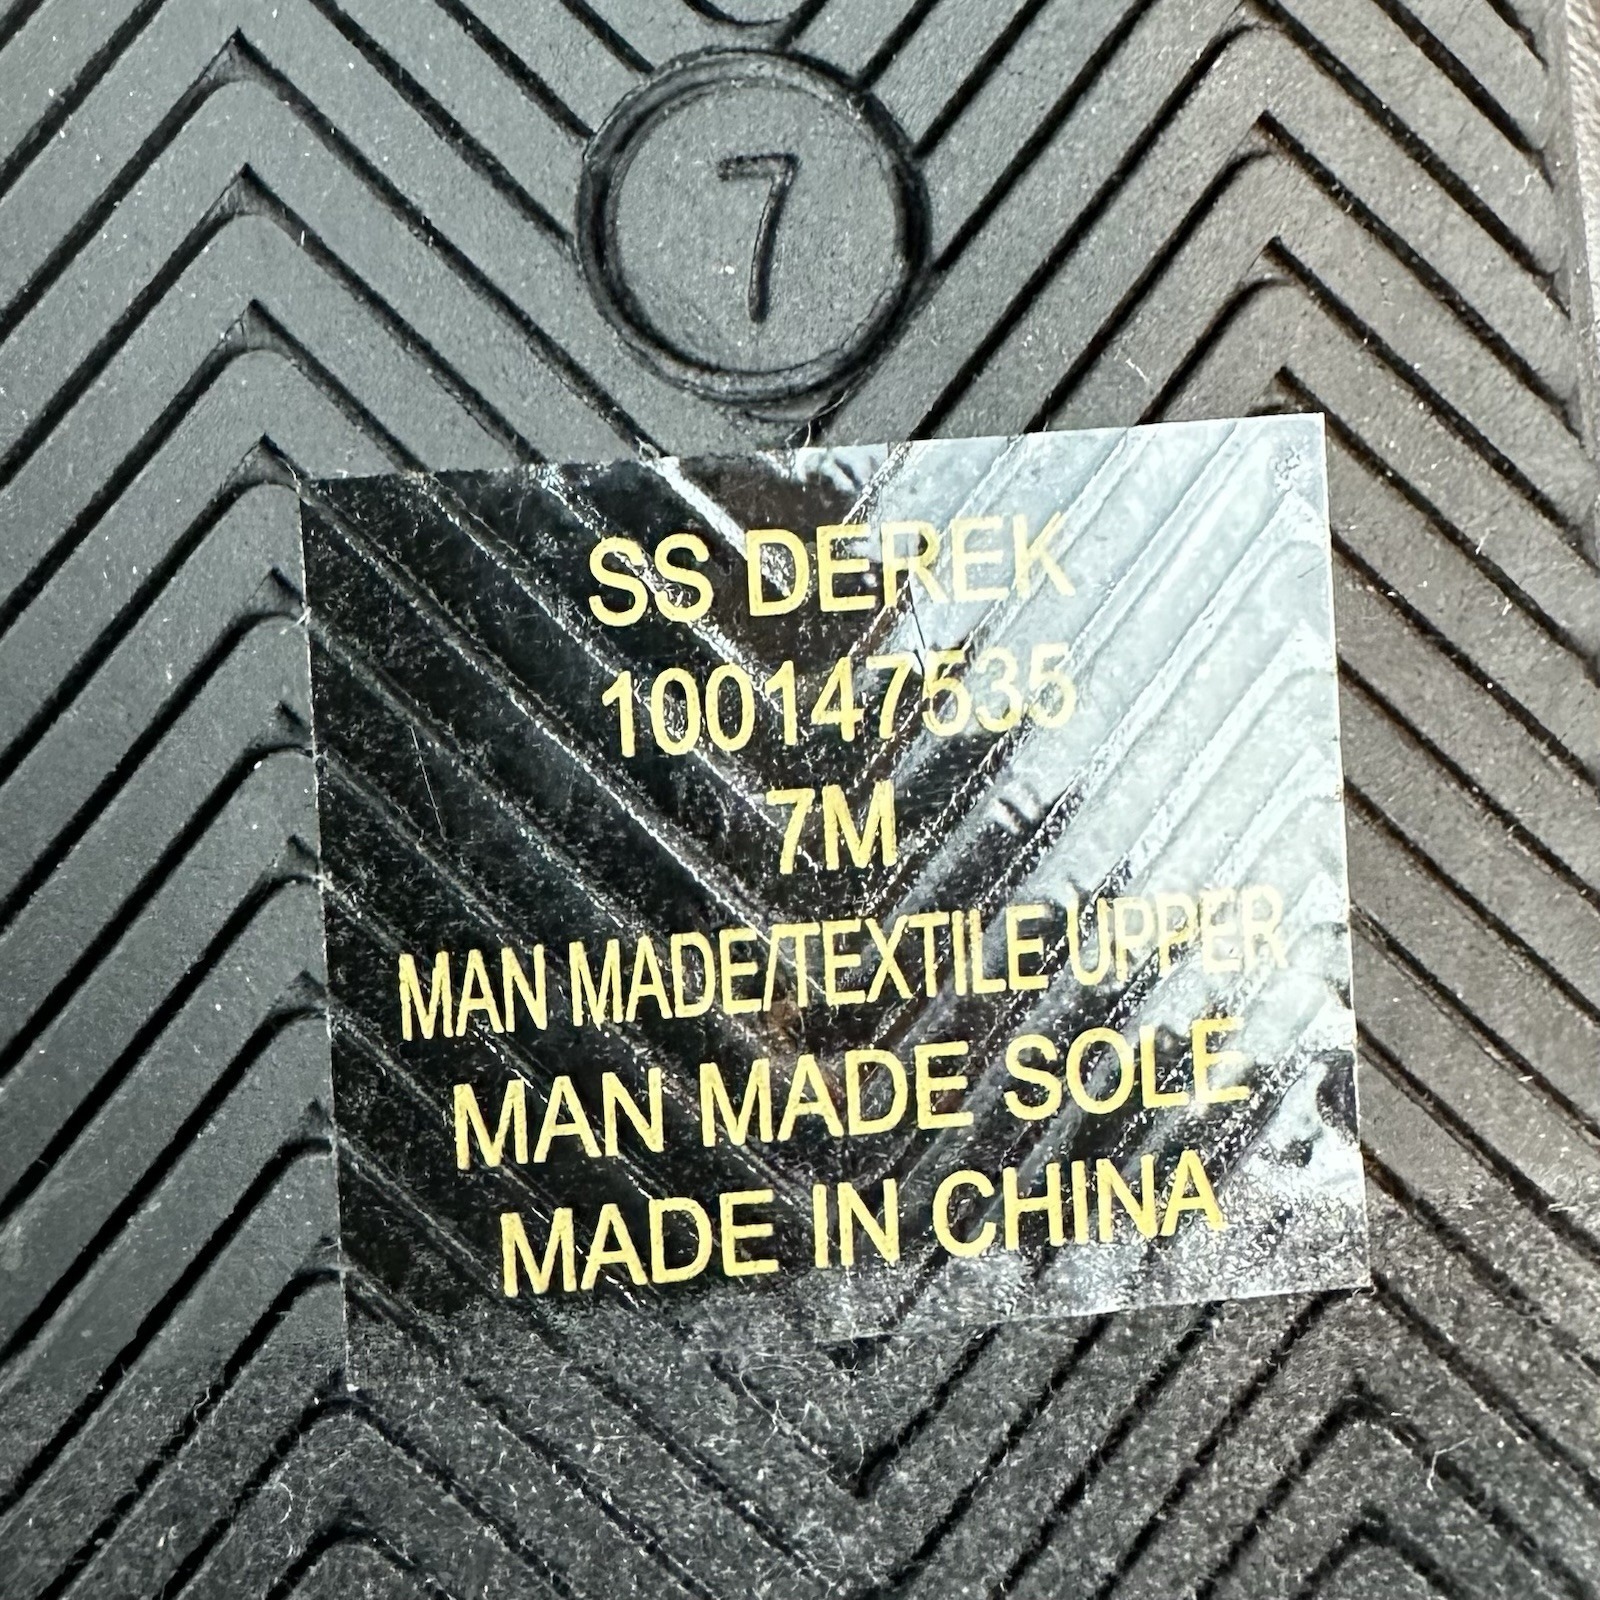 7
SS DEREK
100147535
7M
MAN MADE/TEXTILE UPPER
MAN MADE SOLE
MADE IN CHINA